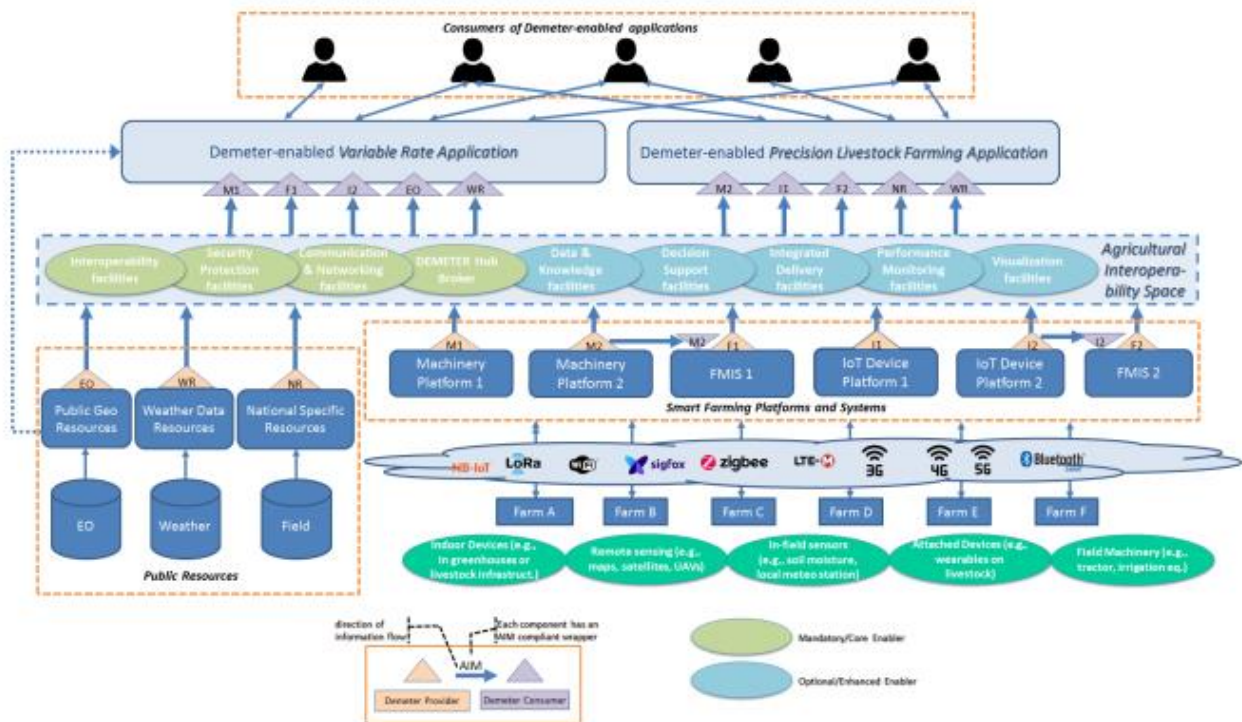 Consumers of Demeter-enabled applications
Demeter-enabled Variable Rate Application
Demeter-enabled Precision Livestock Farming Application
M1
F1
I2
EO
WR
M2
I1
F2
NR
WR
Interoperability
facilities
Security
Protection
facilities
Communication
& Networking
facilities
DEMETER Hub
Broker
Data &
Knowledge
facilities
Decision
Support
facilities
Integrated
Delivery
facilities
Performance
Monitoring
facilities
Visualization
facilities
Agricultural
Interopera-
bility Space
EO
WR
NR
Public Geo
Resources
Weather Data
Resources
National Specific
Resources
EO
Weather
Field
Public Resources
M1
M2
M2
F1
I1
I2
I2
F2
Machinery
Platform 1
Machinery
Platform 2
FMIS 1
IoT Device
Platform 1
IoT Device
Platform 2
FMIS 2
Smart Farming Platforms and Systems
NB-IoT
LoRa
WiFi
sigfox
zigbee
LTE-M
3G
4G
5G
Bluetooth
Farm A
Farm B
Farm C
Farm D
Farm E
Farm F
Indoor Devices (e.g.,
in greenhouses or
livestock infrastruct.)
Remote sensing (e.g.,
maps, satellites, UAVs)
In-field sensors
(e.g., soil moisture,
local meteo station)
Attached Devices (e.g.,
wearables on
livestock)
Field Machinery (e.g.,
tractor, irrigation eq.)
direction of
information flow
Each component has an
AIM compliant wrapper
AIM
Demeter Provider
Demeter Consumer
Mandatory/Core Enabler
Optional/Enhanced Enabler